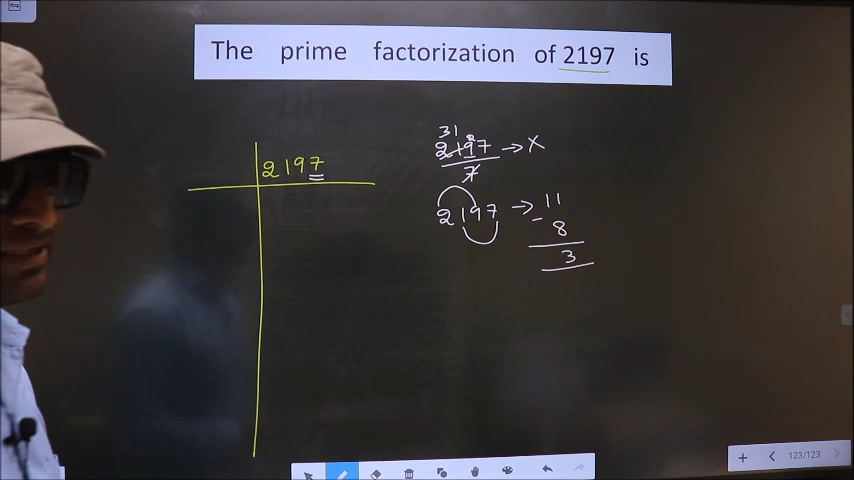 The prime factorization of 2197 is
2197
31
2197 → X
7
2197 → 11
- 8
3
123/123